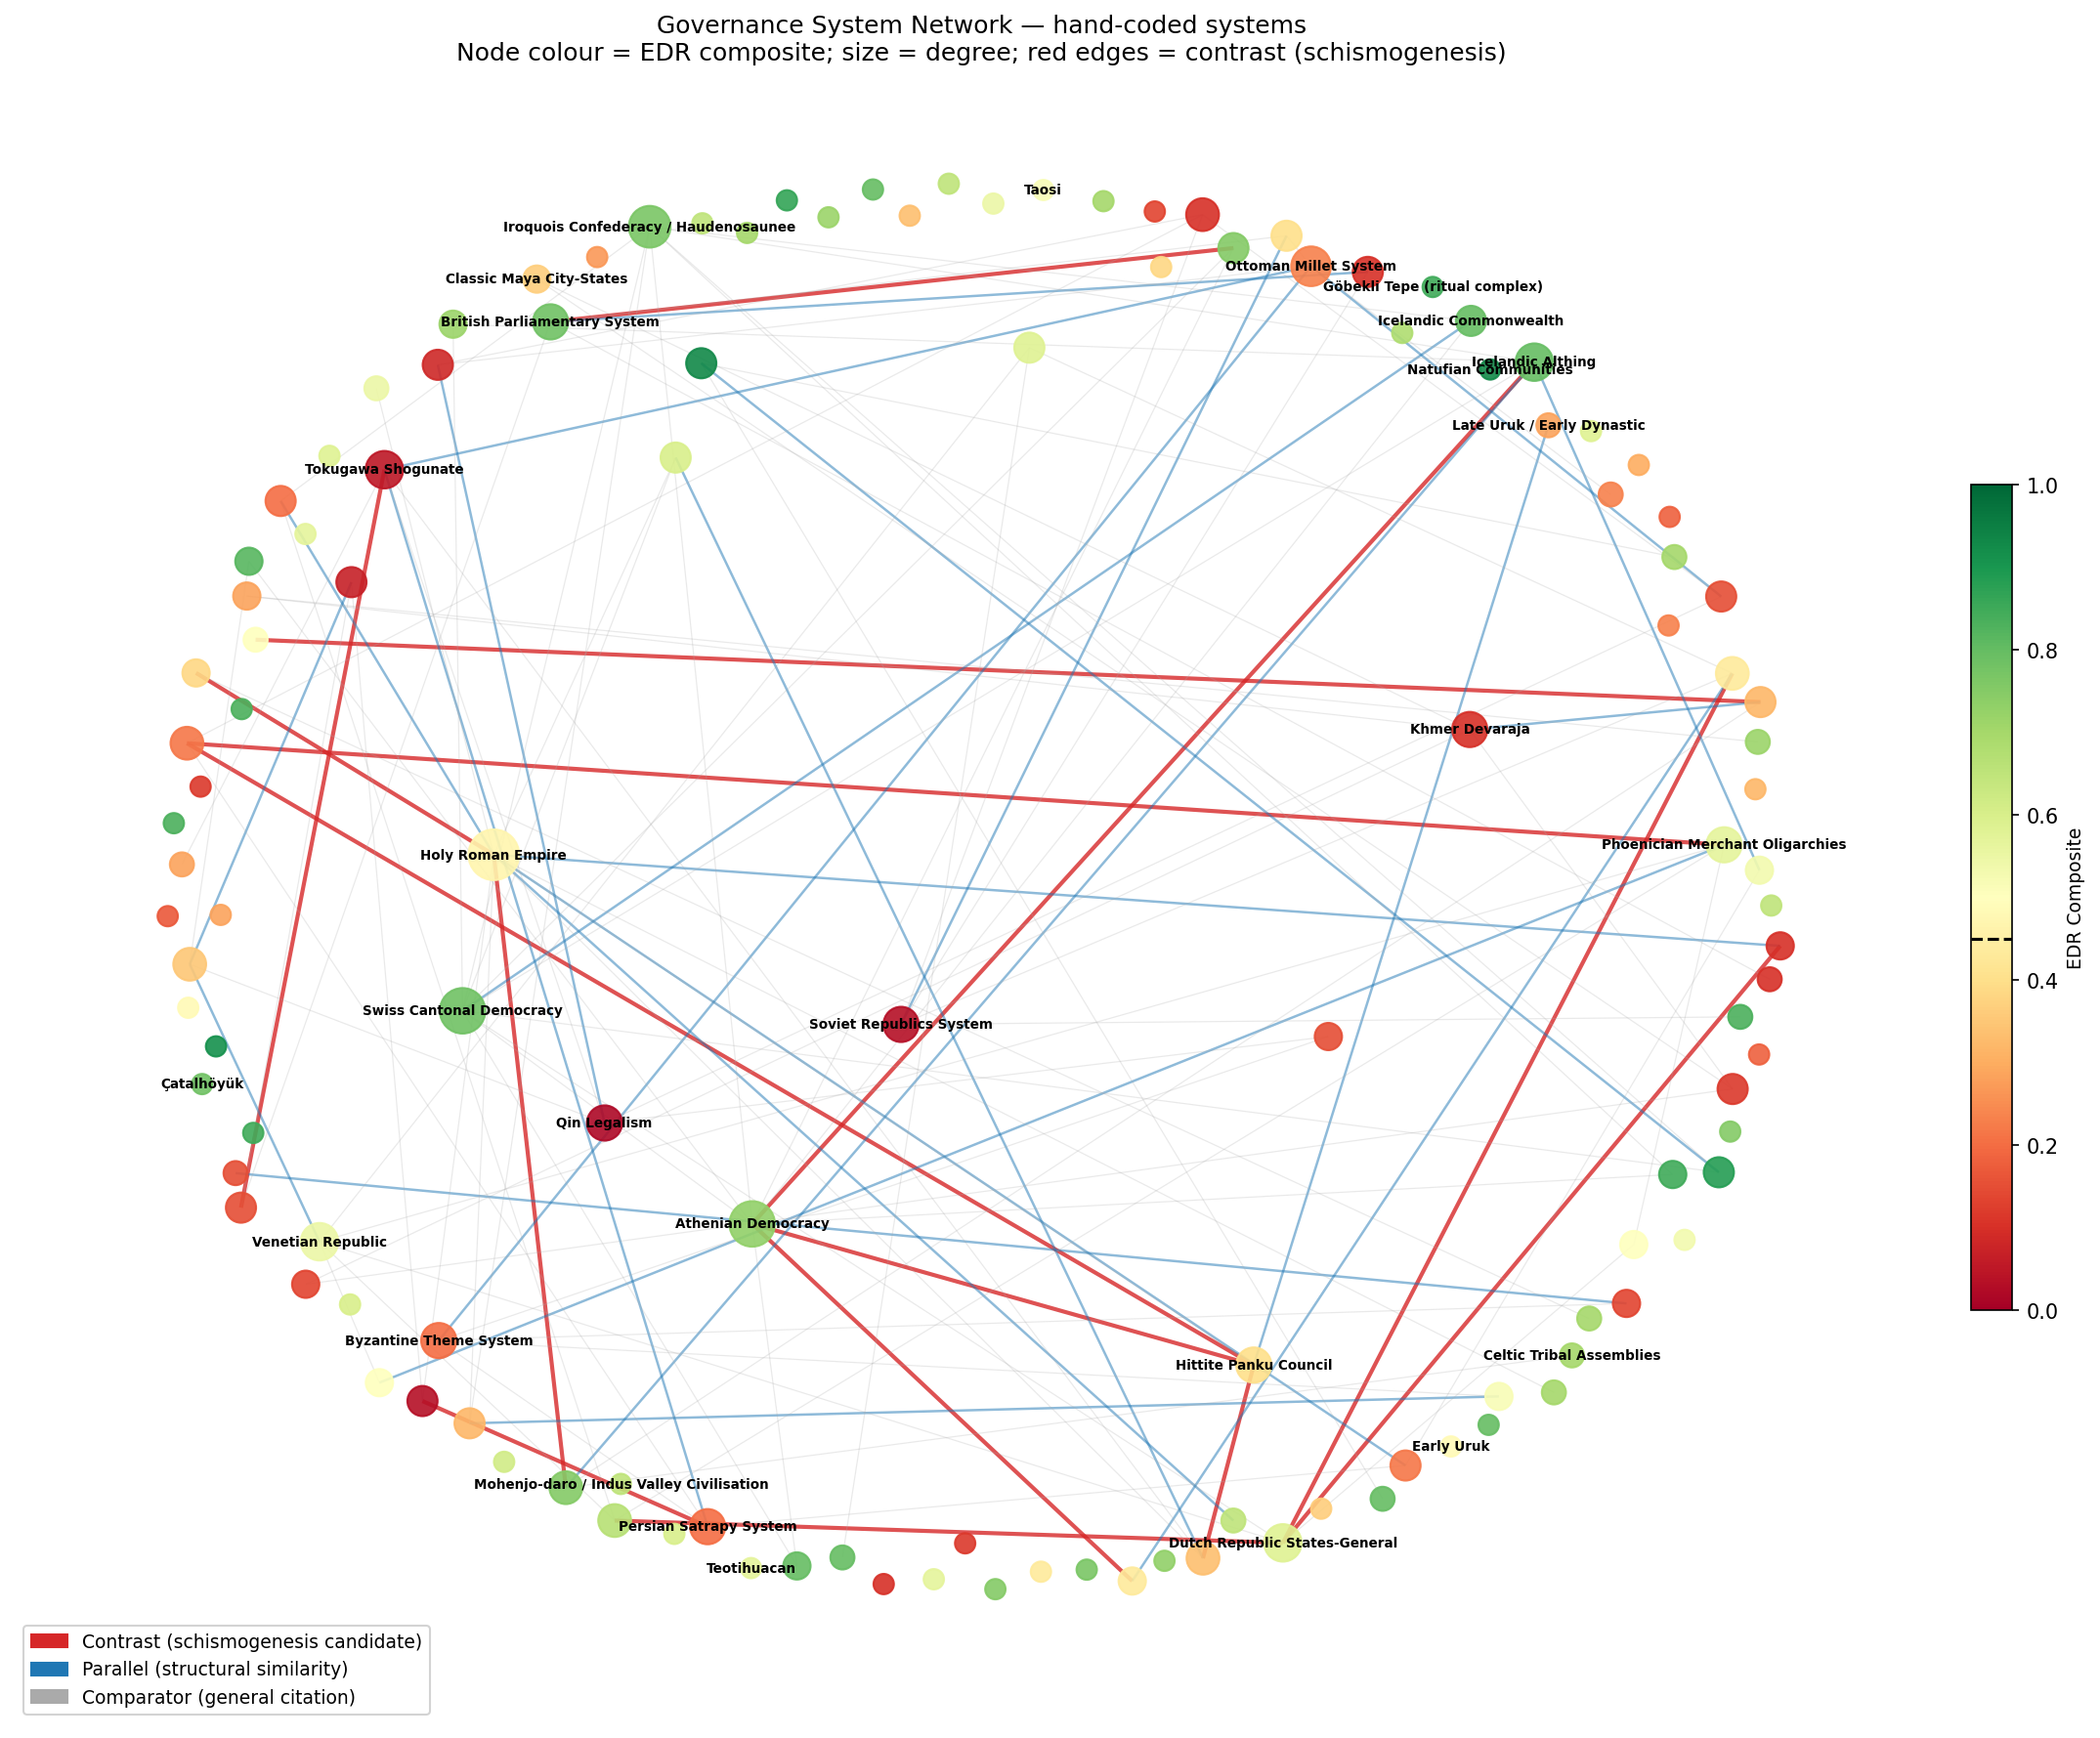 Governance System Network — hand-coded systems
Node colour = EDR composite; size = degree; red edges = contrast (schismogenesis)
Taosi
Iroquois Confederacy / Haudenosaunee
Ottoman Millet System
Classic Maya City-States
Göbekli Tepe (ritual complex)
British Parliamentary System
Icelandic Commonwealth
Icelandic Althing
Natufian Communities
Late Uruk / Early Dynastic
Tokugawa Shogunate
Khmer Devaraja
Phoenician Merchant Oligarchies
Holy Roman Empire
Swiss Cantonal Democracy
Soviet Republics System
Çatalhöyük
Qin Legalism
Athenian Democracy
Venetian Republic
Byzantine Theme System
Celtic Tribal Assemblies
Hittite Panku Council
Early Uruk
Mohenjo-daro / Indus Valley Civilisation
Persian Satrapy System
Dutch Republic States-General
Teotihuacan
1.0
0.8
0.6
0.4
0.2
0.0
EDR Composite
Contrast (schismogenesis candidate)
Parallel (structural similarity)
Comparator (general citation)